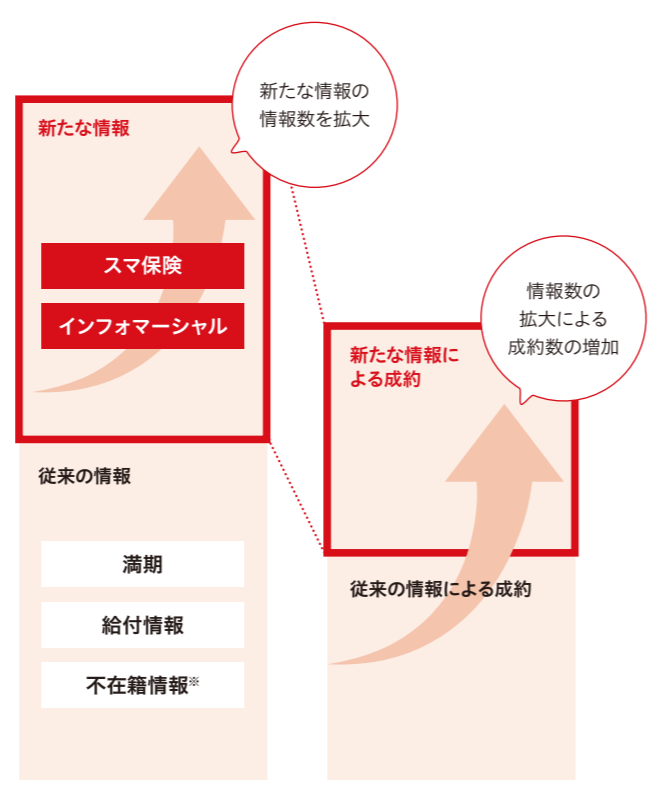 新たな情報の
情報数を拡大
新たな情報
スマ保険
インフォマーシャル
従来の情報
満期
給付情報
不在籍情報※
情報数の
拡大による
成約数の増加
新たな情報に
よる成約
従来の情報による成約